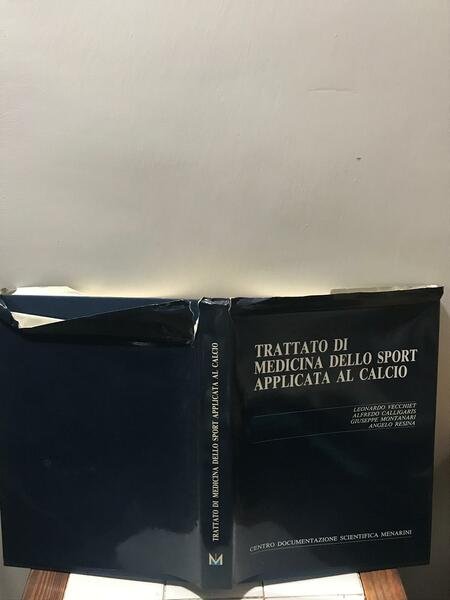 TRATTATO DI
MEDICINA DELLO SPORT
APPLICATA AL CALCIO
LEONARDO VECCHIET
ALFREDO CALLIGARIS
GIUSEPPE MONTANARI
ANGELO RESINA
CENTRO DOCUMENTAZIONE SCIENTIFICA MENARINI
TRATTATO DI MEDICINA DELLO SPORT APPLICATA AL CALCIO
M